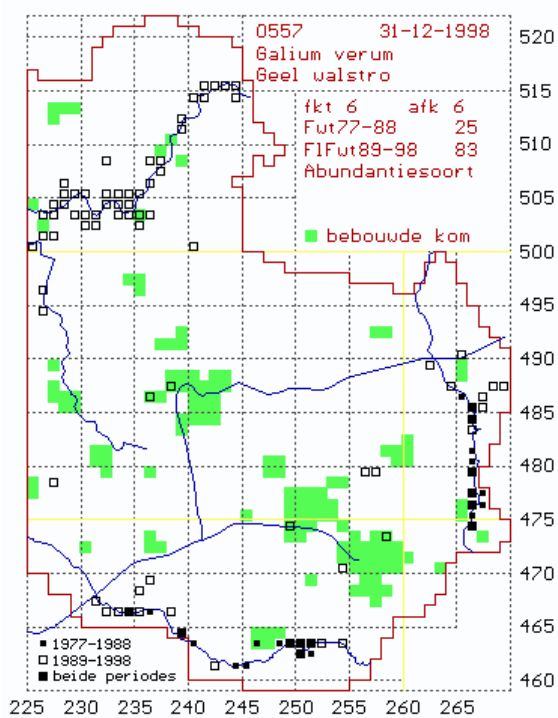 0557 31-12-1998
Galium verum
Geel walstro
fkt 6 afk 6
Fwt77-88 25
FlFwt89-98 83
Abundantiesoort
bebouwde kom
520
515
510
505
500
495
490
485
480
475
470
465
460
1977-1988
1989-1998
beide periodes
225 230 235 240 245 250 255 260 265